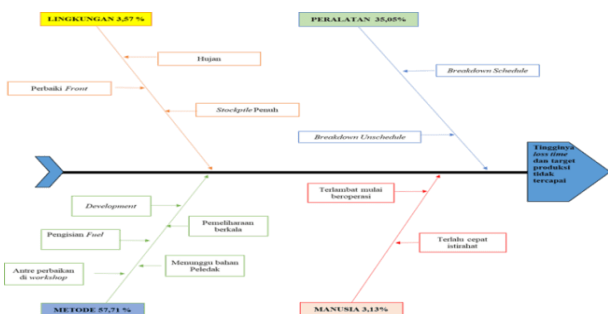 LINGKUNGAN 3,57 %
PERALATAN 35,05%
Hujan
Breakdown Schedule
Perbaiki Front
Stockpile Penuh
Breakdown Unschedule
Tingginya
loss time
dan target
produksi
tidak
tercapai
Terlambat mulai
beroperasi
Development
Pemeliharaan
berkala
Pengisian Fuel
Terlalu cepat
istirahat
Antre perbaikan
di workshop
Menunggu bahan
Peledak
METODE 57,71 %
MANUSIA 3,13%